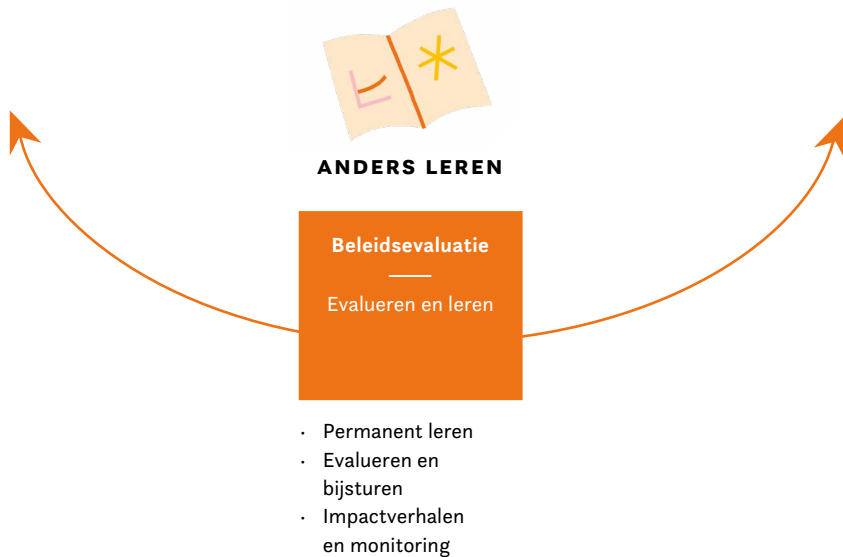 ANDERS LEREN
Beleidsevaluatie
Evalueren en leren
· Permanent leren
· Evalueren en
bijsturen
· Impactverhalen
en monitoring